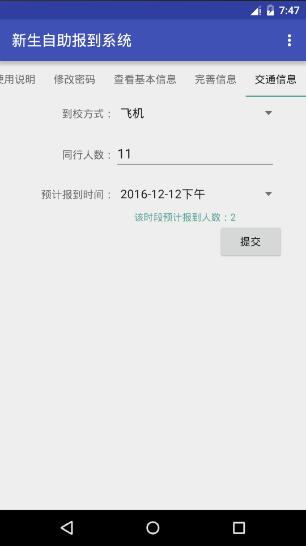 7:47
新生自助报到系统
使用说明 修改密码 查看基本信息 完善信息 交通信息
到校方式： 飞机
同行人数： 11
预计报到时间： 2016-12-12下午
该时段预计报到人数：2
提交